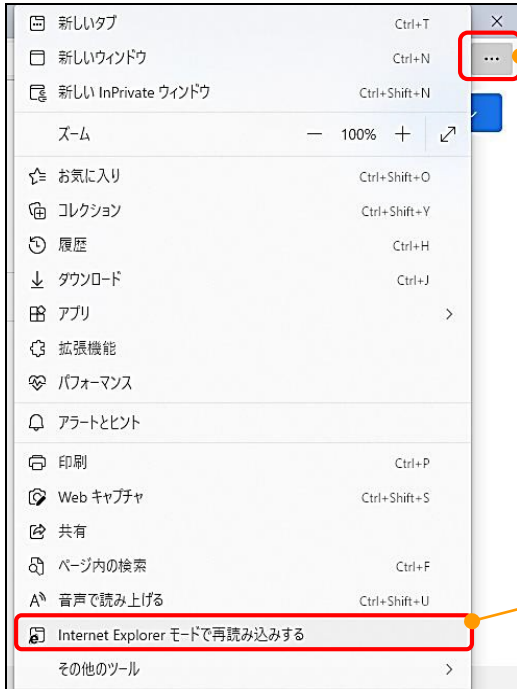 新しいタブ Ctrl+T
新しいウィンドウ Ctrl+N
新しい InPrivate ウィンドウ Ctrl+Shift+N
ズーム — 100% +
お気に入り Ctrl+Shift+O
コレクション Ctrl+Shift+Y
履歴 Ctrl+H
ダウンロード Ctrl+J
アプリ
拡張機能
パフォーマンス
アラートとヒント
印刷 Ctrl+P
Web キャプチャ Ctrl+Shift+S
共有
ページ内の検索 Ctrl+F
音声で読み上げる Ctrl+Shift+U
Internet Explorer モードで再読み込みする
その他のツール